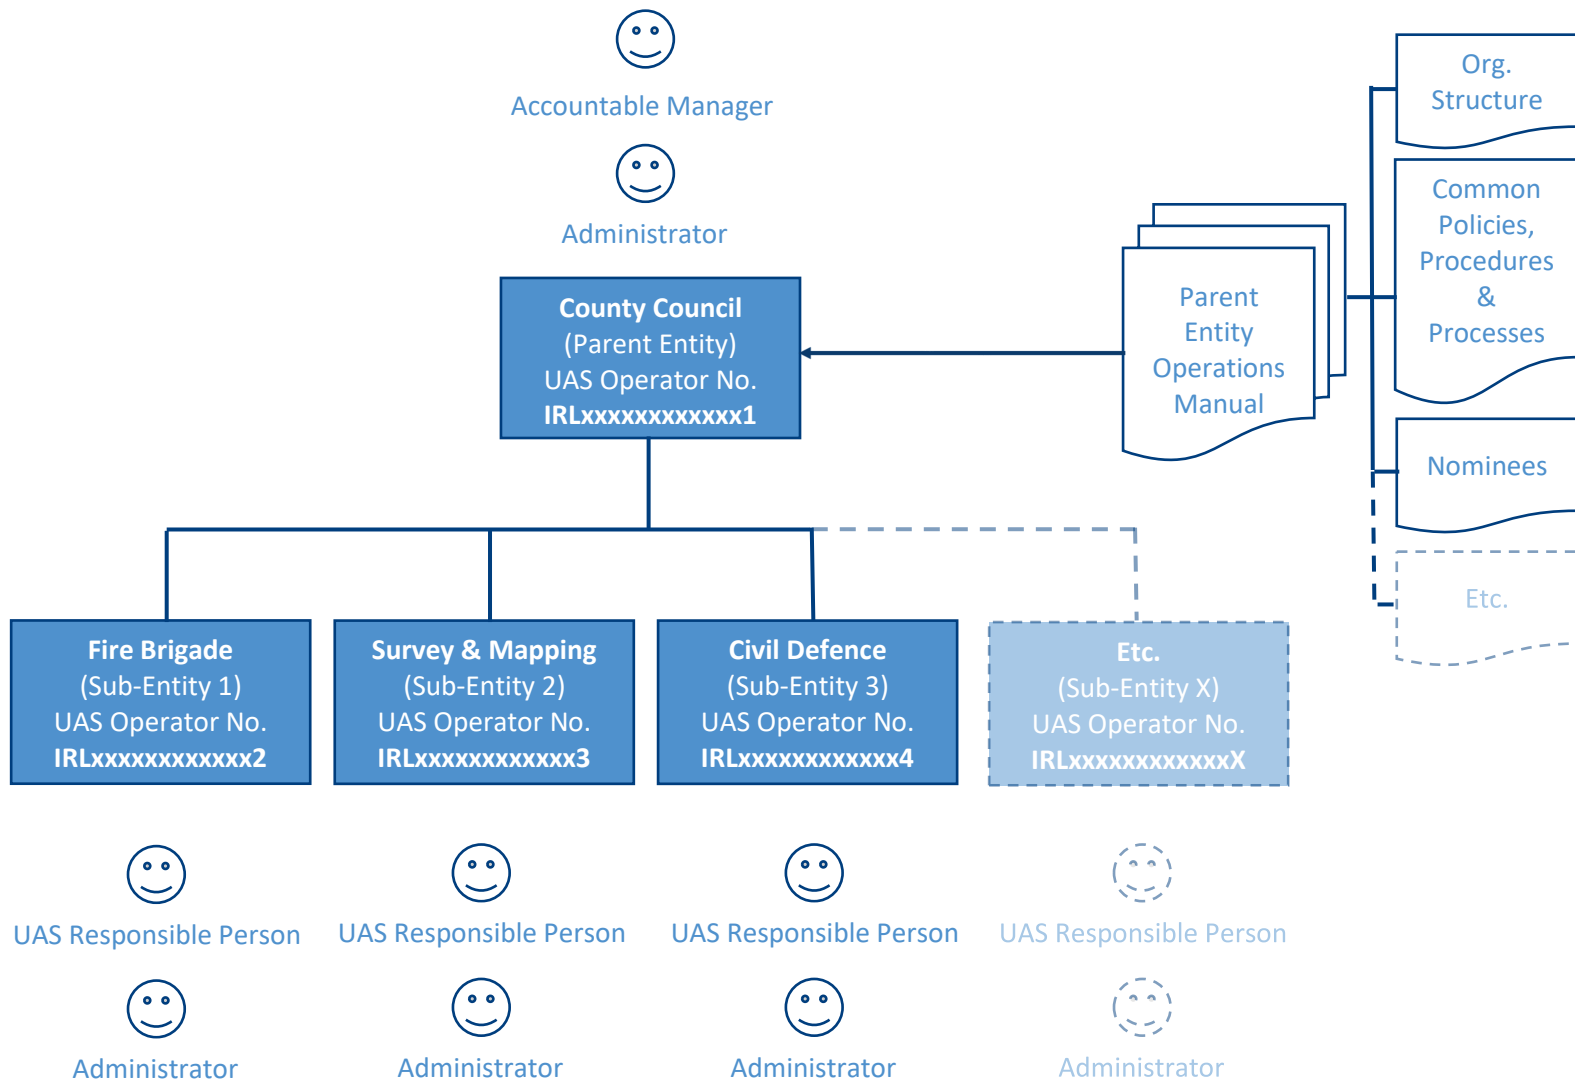 Accountable Manager
Administrator
County Council
(Parent Entity)
UAS Operator No.
IRLxxxxxxxxxxxx1
Parent
Entity
Operations
Manual
Org.
Structure
Common
Policies,
Procedures
&
Processes
Nominees
Etc.
Fire Brigade
(Sub-Entity 1)
UAS Operator No.
IRLxxxxxxxxxxxx2
Survey & Mapping
(Sub-Entity 2)
UAS Operator No.
IRLxxxxxxxxxxxx3
Civil Defence
(Sub-Entity 3)
UAS Operator No.
IRLxxxxxxxxxxxx4
Etc.
(Sub-Entity X)
UAS Operator No.
IRLxxxxxxxxxxxxX
UAS Responsible Person
UAS Responsible Person
UAS Responsible Person
UAS Responsible Person
Administrator
Administrator
Administrator
Administrator